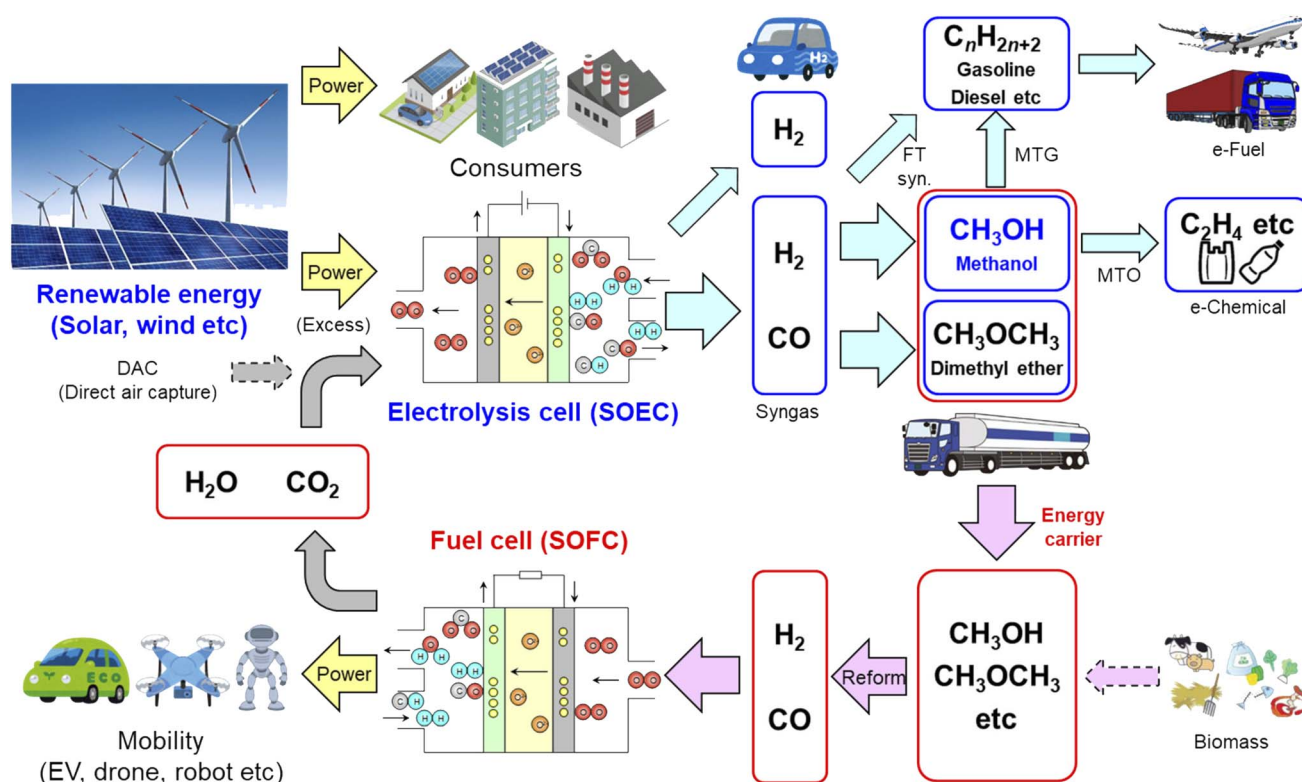 Power
Consumers
H2
H₂
CₙH₂ₙ₊₂
Gasoline
Diesel etc
e-Fuel
FT
syn.
MTG
Renewable energy
(Solar, wind etc)
Power
(Excess)
DAC
(Direct air capture)
Electrolysis cell (SOEC)
H₂
CO
Syngas
CH₃OH
Methanol
CH₃OCH₃
Dimethyl ether
MTO
C₂H₄ etc
e-Chemical
H₂O CO₂
Energy
carrier
Fuel cell (SOFC)
Power
ECO
Mobility
(EV, drone, robot etc)
H₂
CO
Reform
CH₃OH
CH₃OCH₃
etc
Biomass